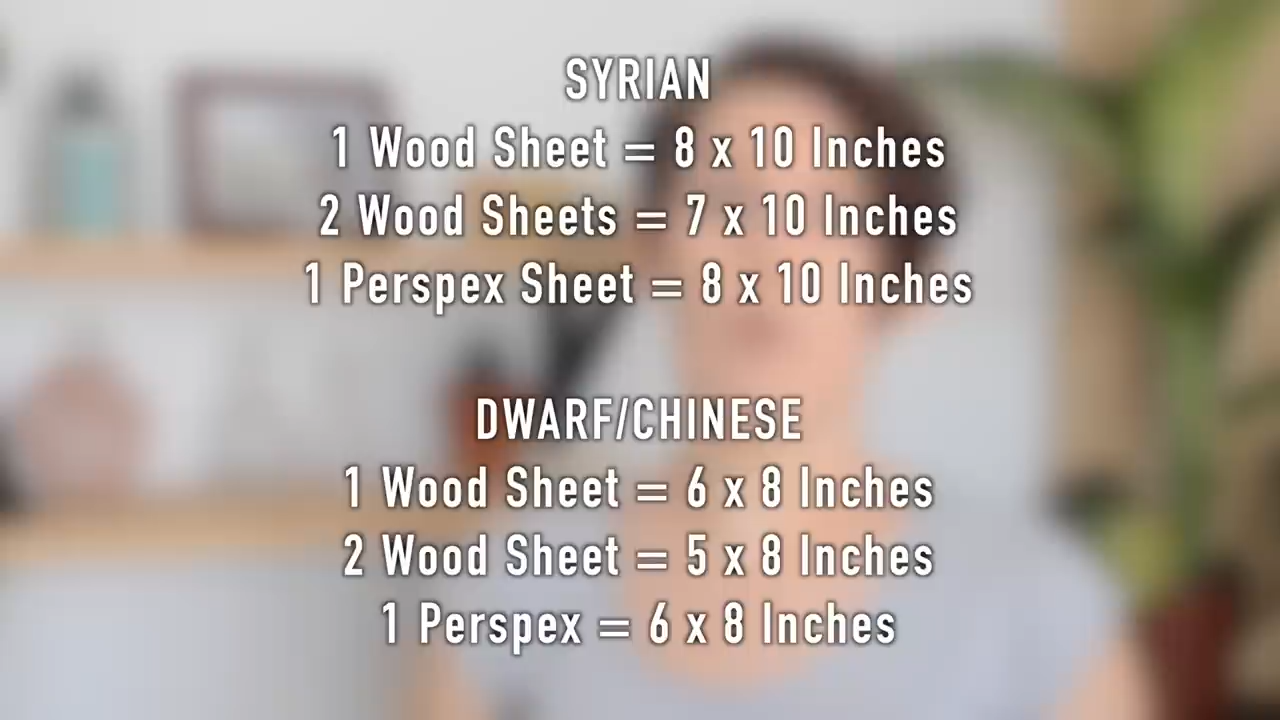 SYRIAN
1 Wood Sheet = 8 x 10 Inches
2 Wood Sheets = 7 x 10 Inches
1 Perspex Sheet = 8 x 10 Inches
DWARF/CHINESE
1 Wood Sheet = 6 x 8 Inches
2 Wood Sheet = 5 x 8 Inches
1 Perspex = 6 x 8 Inches